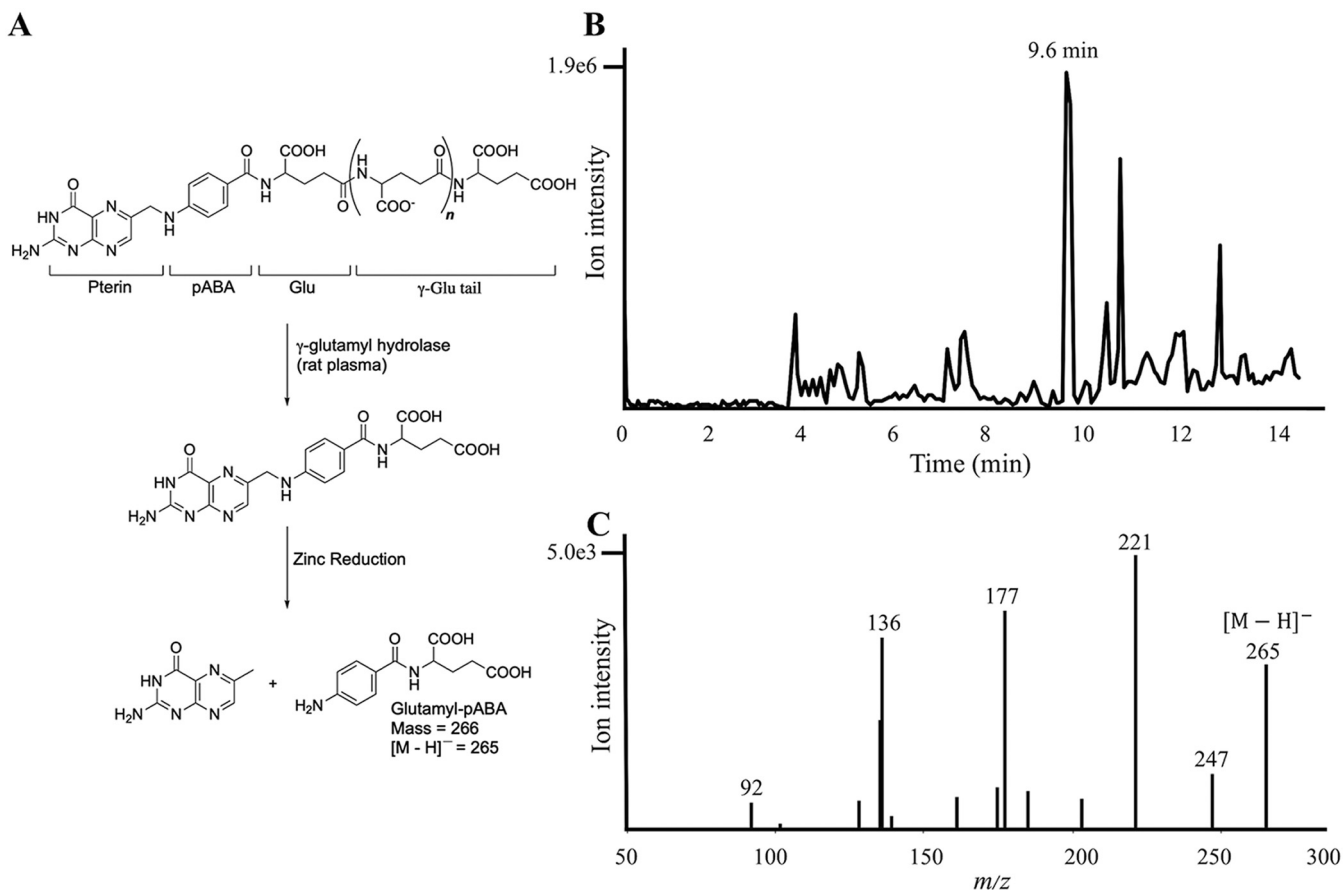 A
COOH
O
H
N
O
COOH
N
H
O
COO-
n
N
H
COOH
O
HN
N
N
H
H2N
N
N
Pterin
pABA
Glu
γ-Glu tail
γ-glutamyl hydrolase
(rat plasma)
O
COOH
N
H
COOH
O
HN
N
N
H
H2N
N
N
Zinc Reduction
O
HN
N
H2N
N
N
+
O
COOH
N
H
COOH
H2N
Glutamyl-pABA
Mass = 266
[M - H]⁻ = 265
B
9.6 min
1.9e6
Ion intensity
0 2 4 6 8 10 12 14
Time (min)
C
5.0e3
221
177
136
[M − H]⁻
265
247
92
Ion intensity
50 100 150 200 250 300
m/z